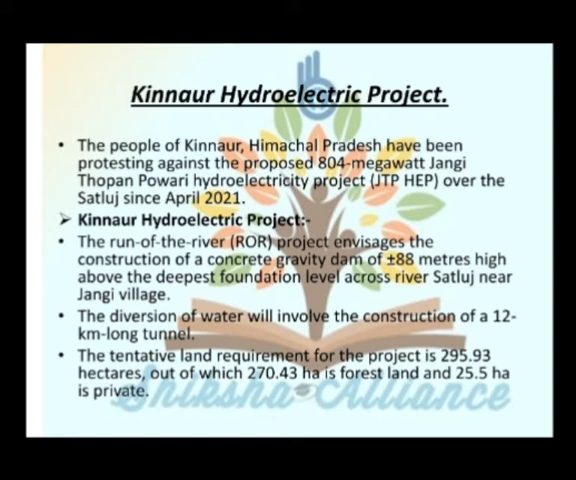 Kinnaur Hydroelectric Project.
• The people of Kinnaur, Himachal Pradesh have been
protesting against the proposed 804-megawatt Jangi
Thopan Powari hydroelectricity project (JTP HEP) over the
Satluj since April 2021.
➢ Kinnaur Hydroelectric Project:-
• The run-of-the-river (ROR) project envisages the
construction of a concrete gravity dam of ±88 metres high
above the deepest foundation level across river Satluj near
Jangi village.
• The diversion of water will involve the construction of a 12-
km-long tunnel.
• The tentative land requirement for the project is 295.93
hectares, out of which 270.43 ha is forest land and 25.5 ha
is private.
Shiksha Alliance